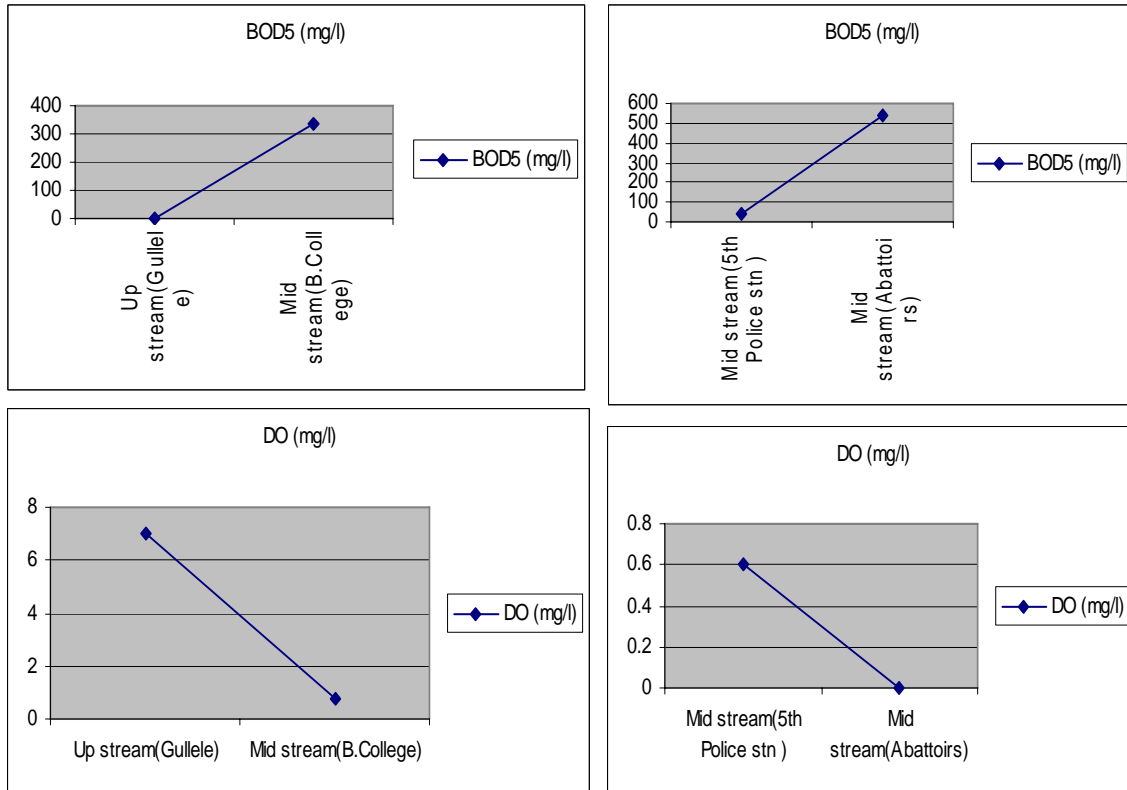 BOD5 (mg/l)
400
300
200
100
0
Up
stream(Gullel
e)
Mid
stream(B.Coll
ege)
BOD5 (mg/l)
BOD5 (mg/l)
600
500
400
300
200
100
0
Mid stream(5th
Police stn )
Mid
stream(Abattoi
rs)
BOD5 (mg/l)
DO (mg/l)
8
6
4
2
0
Up stream(Gullele)
Mid stream(B.College)
DO (mg/l)
DO (mg/l)
0.8
0.6
0.4
0.2
0
Mid stream(5th
Police stn )
Mid
stream(Abattoirs)
DO (mg/l)